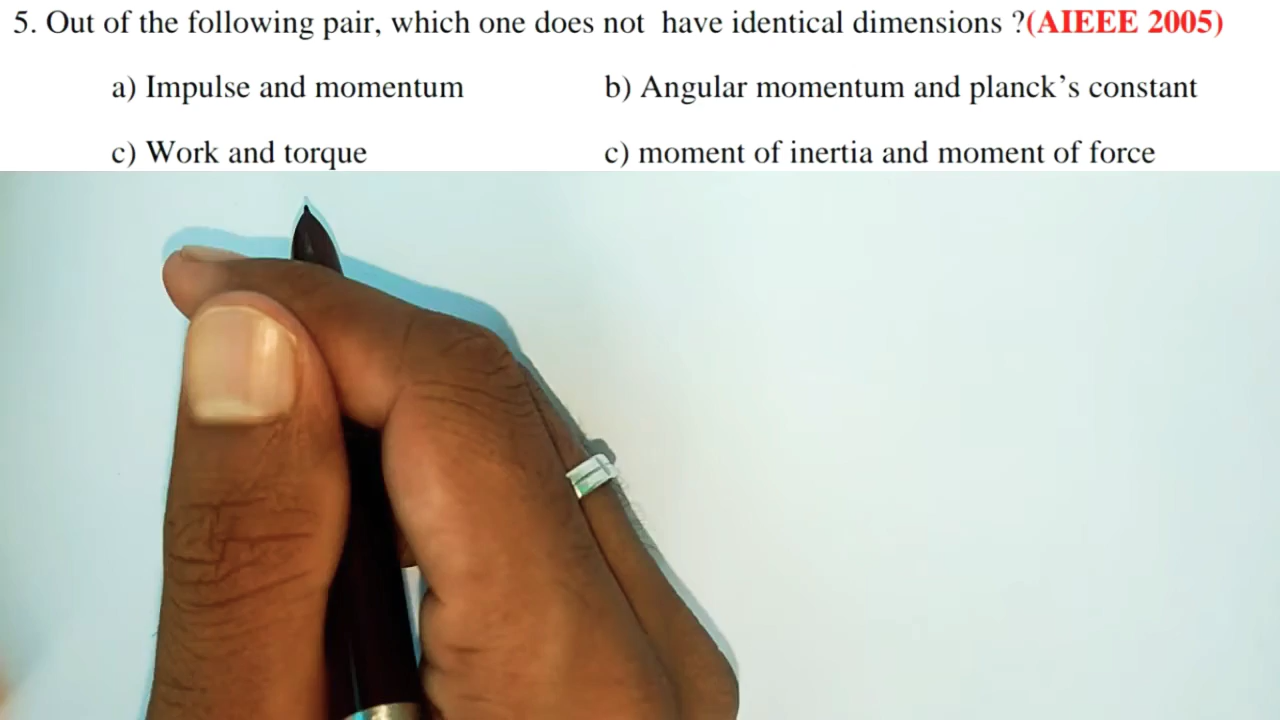 5. Out of the following pair, which one does not have identical dimensions ?(AIEEE 2005)
a) Impulse and momentum b) Angular momentum and planck's constant
c) Work and torque c) moment of inertia and moment of force